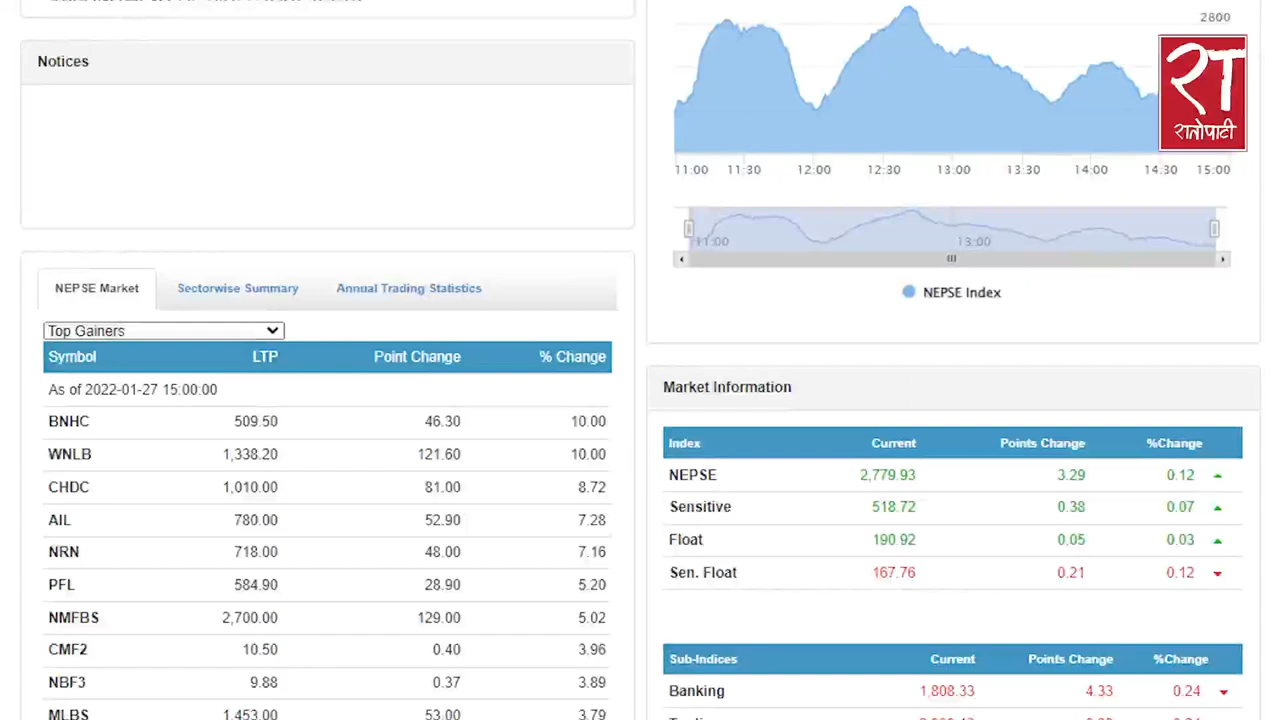 Notices
NEPSE Market Sectorwise Summary Annual Trading Statistics
Top Gainers
Symbol LTP Point Change % Change
As of 2022-01-27 15:00:00
BNHC 509.50 46.30 10.00
WNLB 1,338.20 121.60 10.00
CHDC 1,010.00 81.00 8.72
AIL 780.00 52.90 7.28
NRN 718.00 48.00 7.16
PFL 584.90 28.90 5.20
NMFBS 2,700.00 129.00 5.02
CMF2 10.50 0.40 3.96
NBF3 9.88 0.37 3.89
MLBS 1,453.00 53.00 3.79
2800
रा
रातोपाटी
11:00 11:30 12:00 12:30 13:00 13:30 14:00 14:30 15:00
11:00 13:00
NEPSE Index
Market Information
Index Current Points Change %Change
NEPSE 2,779.93 3.29 0.12
Sensitive 518.72 0.38 0.07
Float 190.92 0.05 0.03
Sen. Float 167.76 0.21 0.12
Sub-Indices Current Points Change %Change
Banking 1,808.33 4.33 0.24